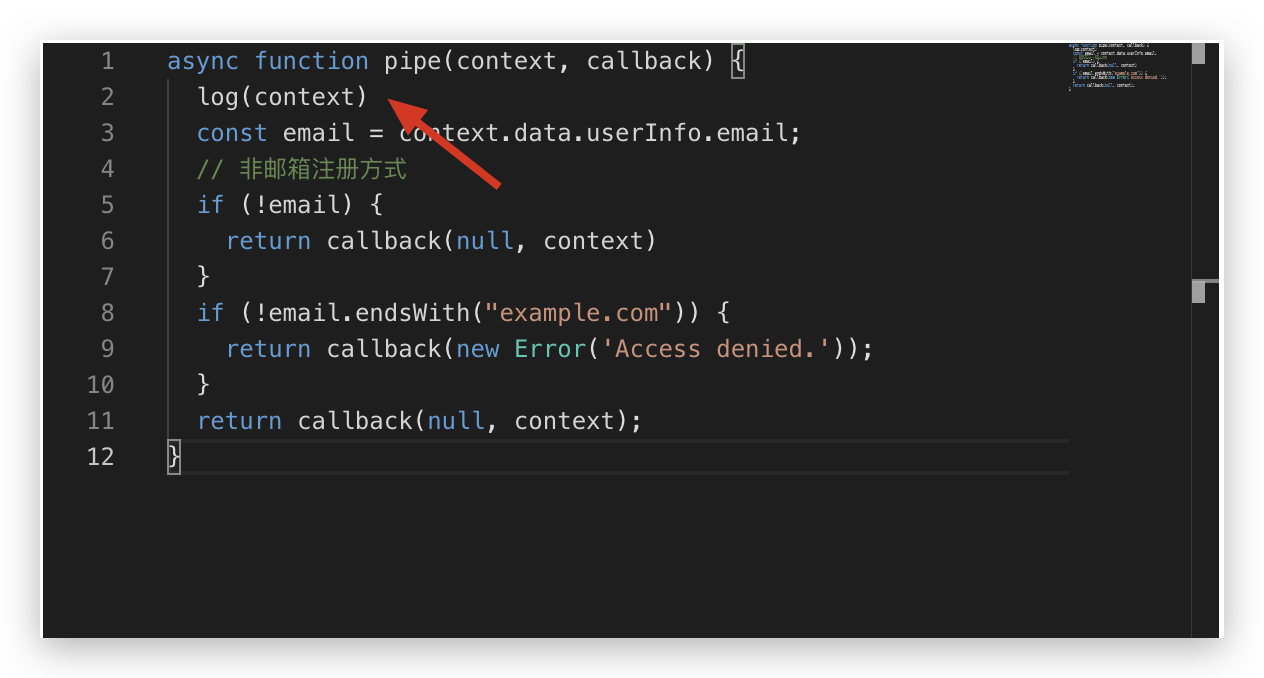 1 async function pipe(context, callback) {
2 log(context)
3 const email = context.data.userInfo.email;
4 // 非邮箱注册方式
5 if (!email) {
6 return callback(null, context)
7 }
8 if (!email.endsWith("example.com")) {
9 return callback(new Error('Access denied.'));
10 }
11 return callback(null, context);
12 }